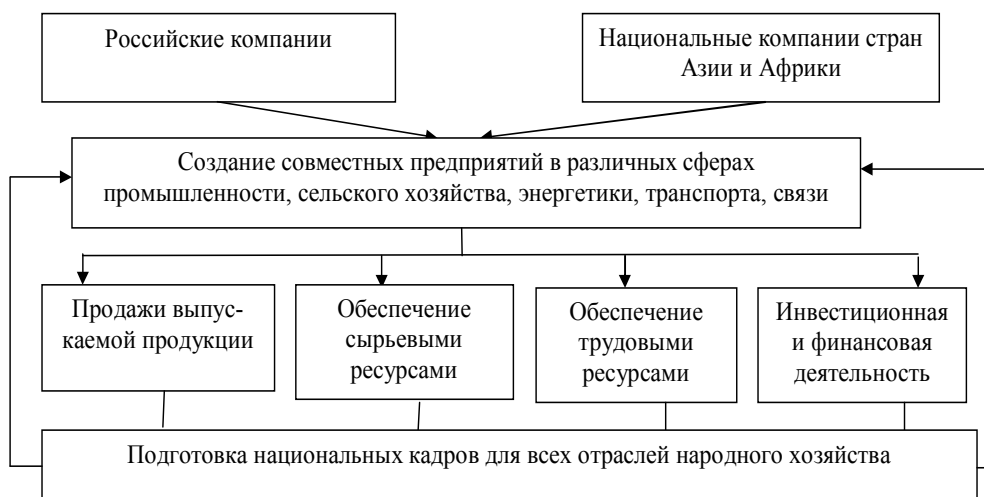 Российские компании
Национальные компании стран
Азии и Африки
Создание совместных предприятий в различных сферах
промышленности, сельского хозяйства, энергетики, транспорта, связи
Продажи выпус-
каемой продукции
Обеспечение
сырьевыми
ресурсами
Обеспечение
трудовыми
ресурсами
Инвестиционная
и финансовая
деятельность
Подготовка национальных кадров для всех отраслей народного хозяйства